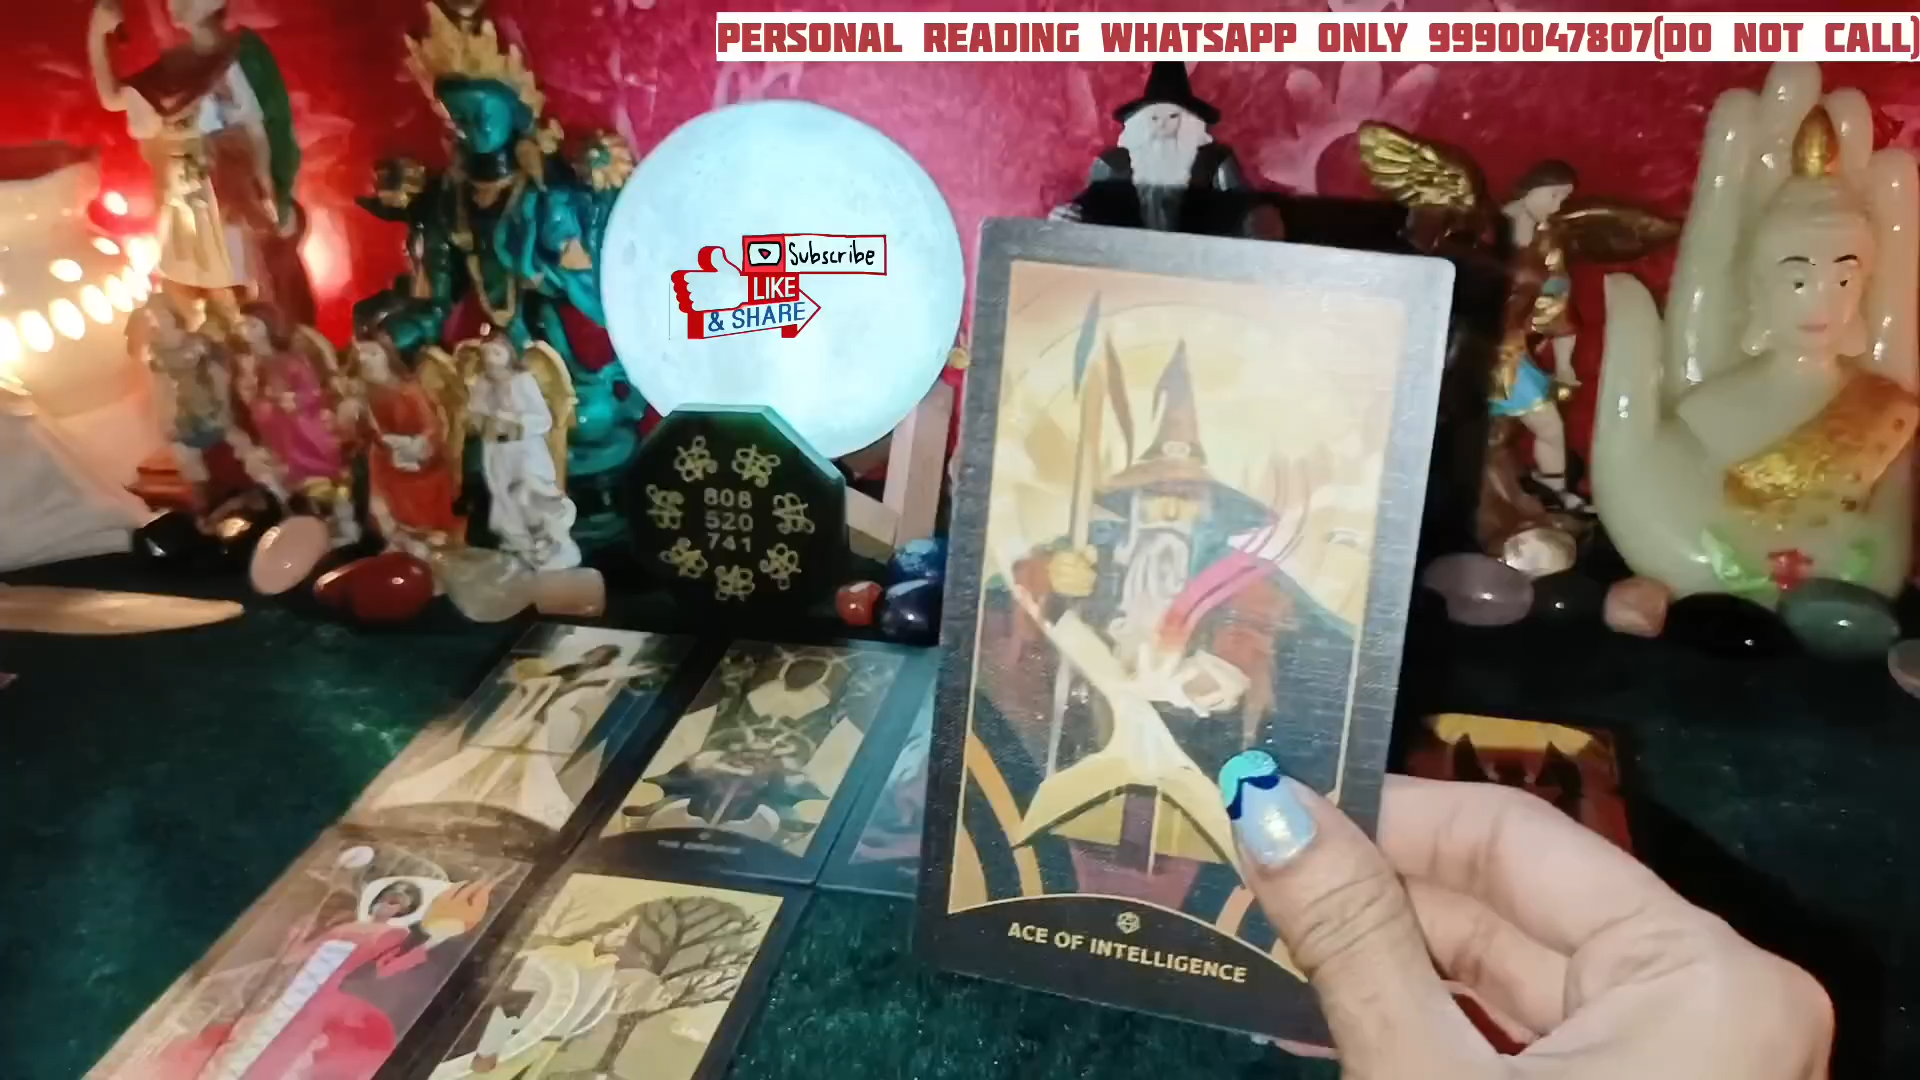 PERSONAL READING WHATSAPP ONLY 9990047807(DO NOT CALL)
Subscribe
LIKE
& SHARE
808
520
741
ACE OF INTELLIGENCE